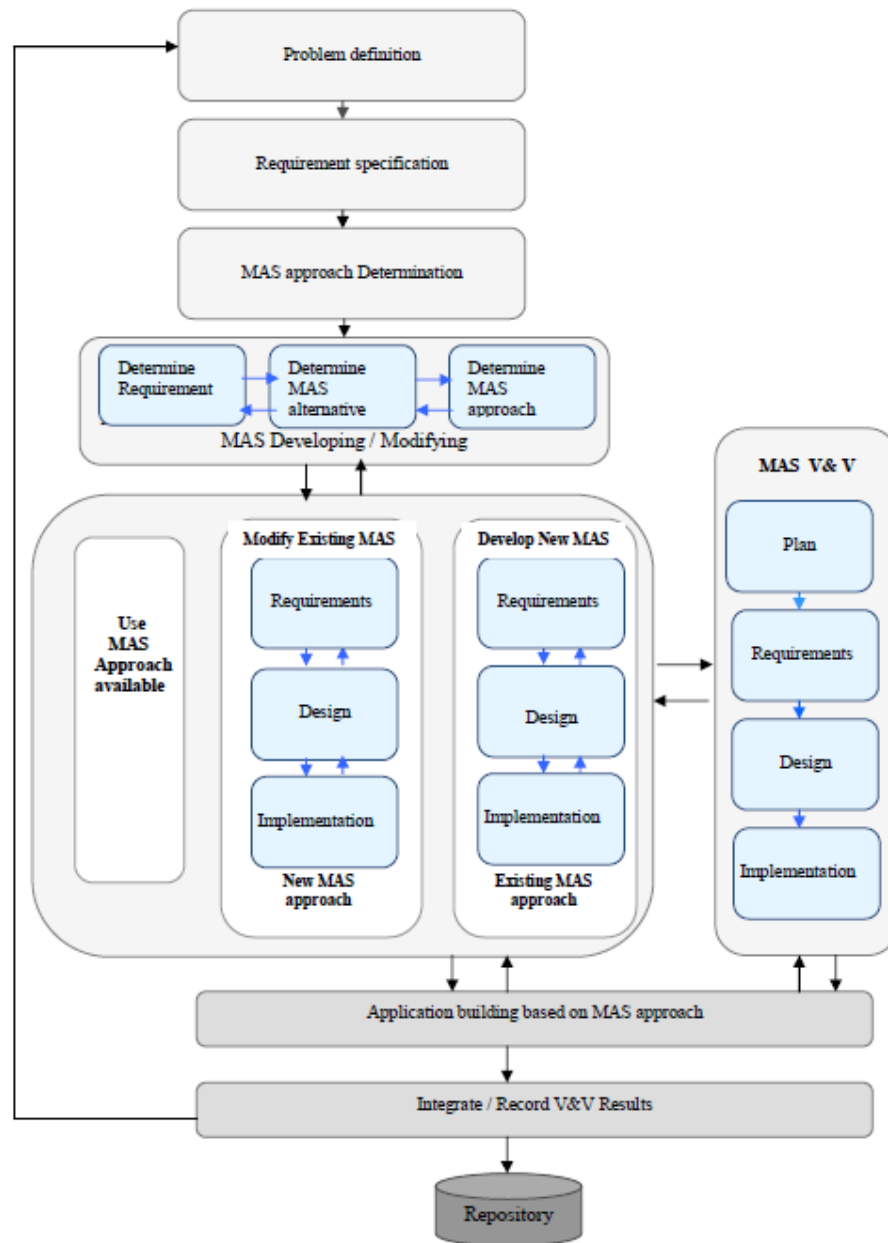 Problem definition
Requirement specification
MAS approach Determination
Determine
Requirement
Determine
MAS
alternative
Determine
MAS
approach
MAS Developing / Modifying
Use
MAS
Approach
available
Modify Existing MAS
Requirements
Design
Implementation
New MAS
approach
Develop New MAS
Requirements
Design
Implementation
Existing MAS
approach
MAS V& V
Plan
Requirements
Design
Implementation
Application building based on MAS approach
Integrate / Record V&V Results
Repository